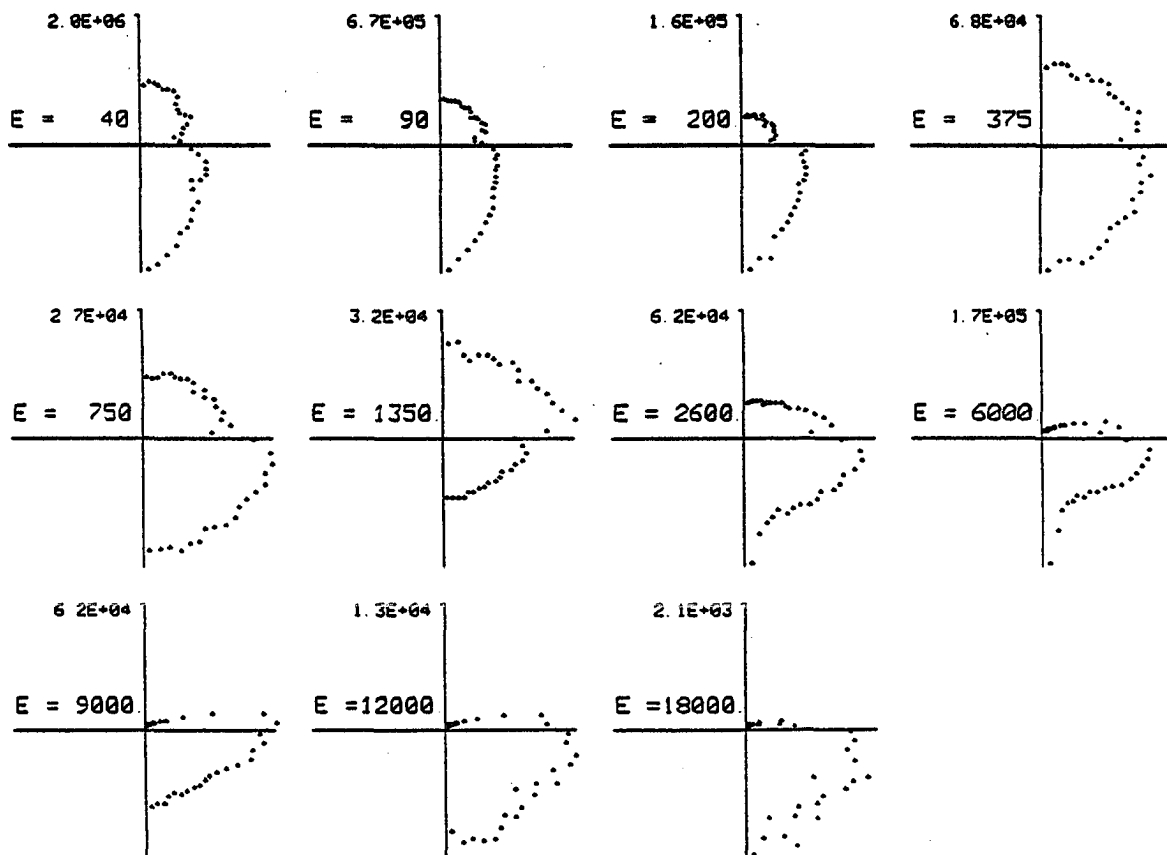 2.0E+06 6.7E+05 1.6E+05 6.8E+04
E = 40 E = 90 E = 200 E = 375
2 7E+04 3.2E+04 6.2E+04 1.7E+05
E = 750 E = 1350 E = 2600 E = 6000
6 2E+04 1.3E+04 2.1E+03
E = 9000 E =12000 E =18000